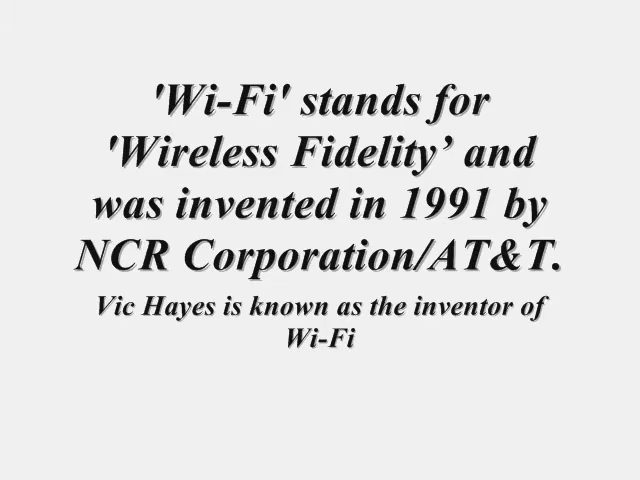 'Wi-Fi' stands for
'Wireless Fidelity’ and
was invented in 1991 by
NCR Corporation/AT&T.
Vic Hayes is known as the inventor of
Wi-Fi